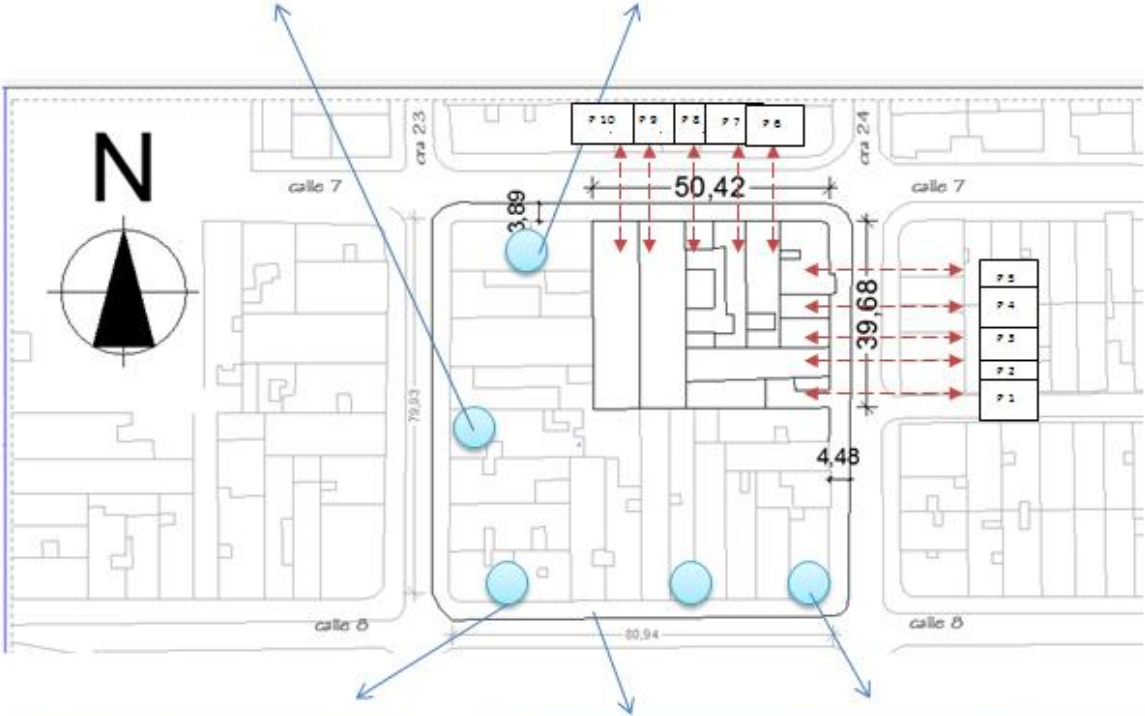 N
cra 23
P 10
P 9
P 8
P 7
P 6
cra 24
calle 7
50,42
calle 7
3,89
39,68
P 5
P 4
P 3
P 2
P 1
79,93
4,48
calle 8
80,94
calle 8